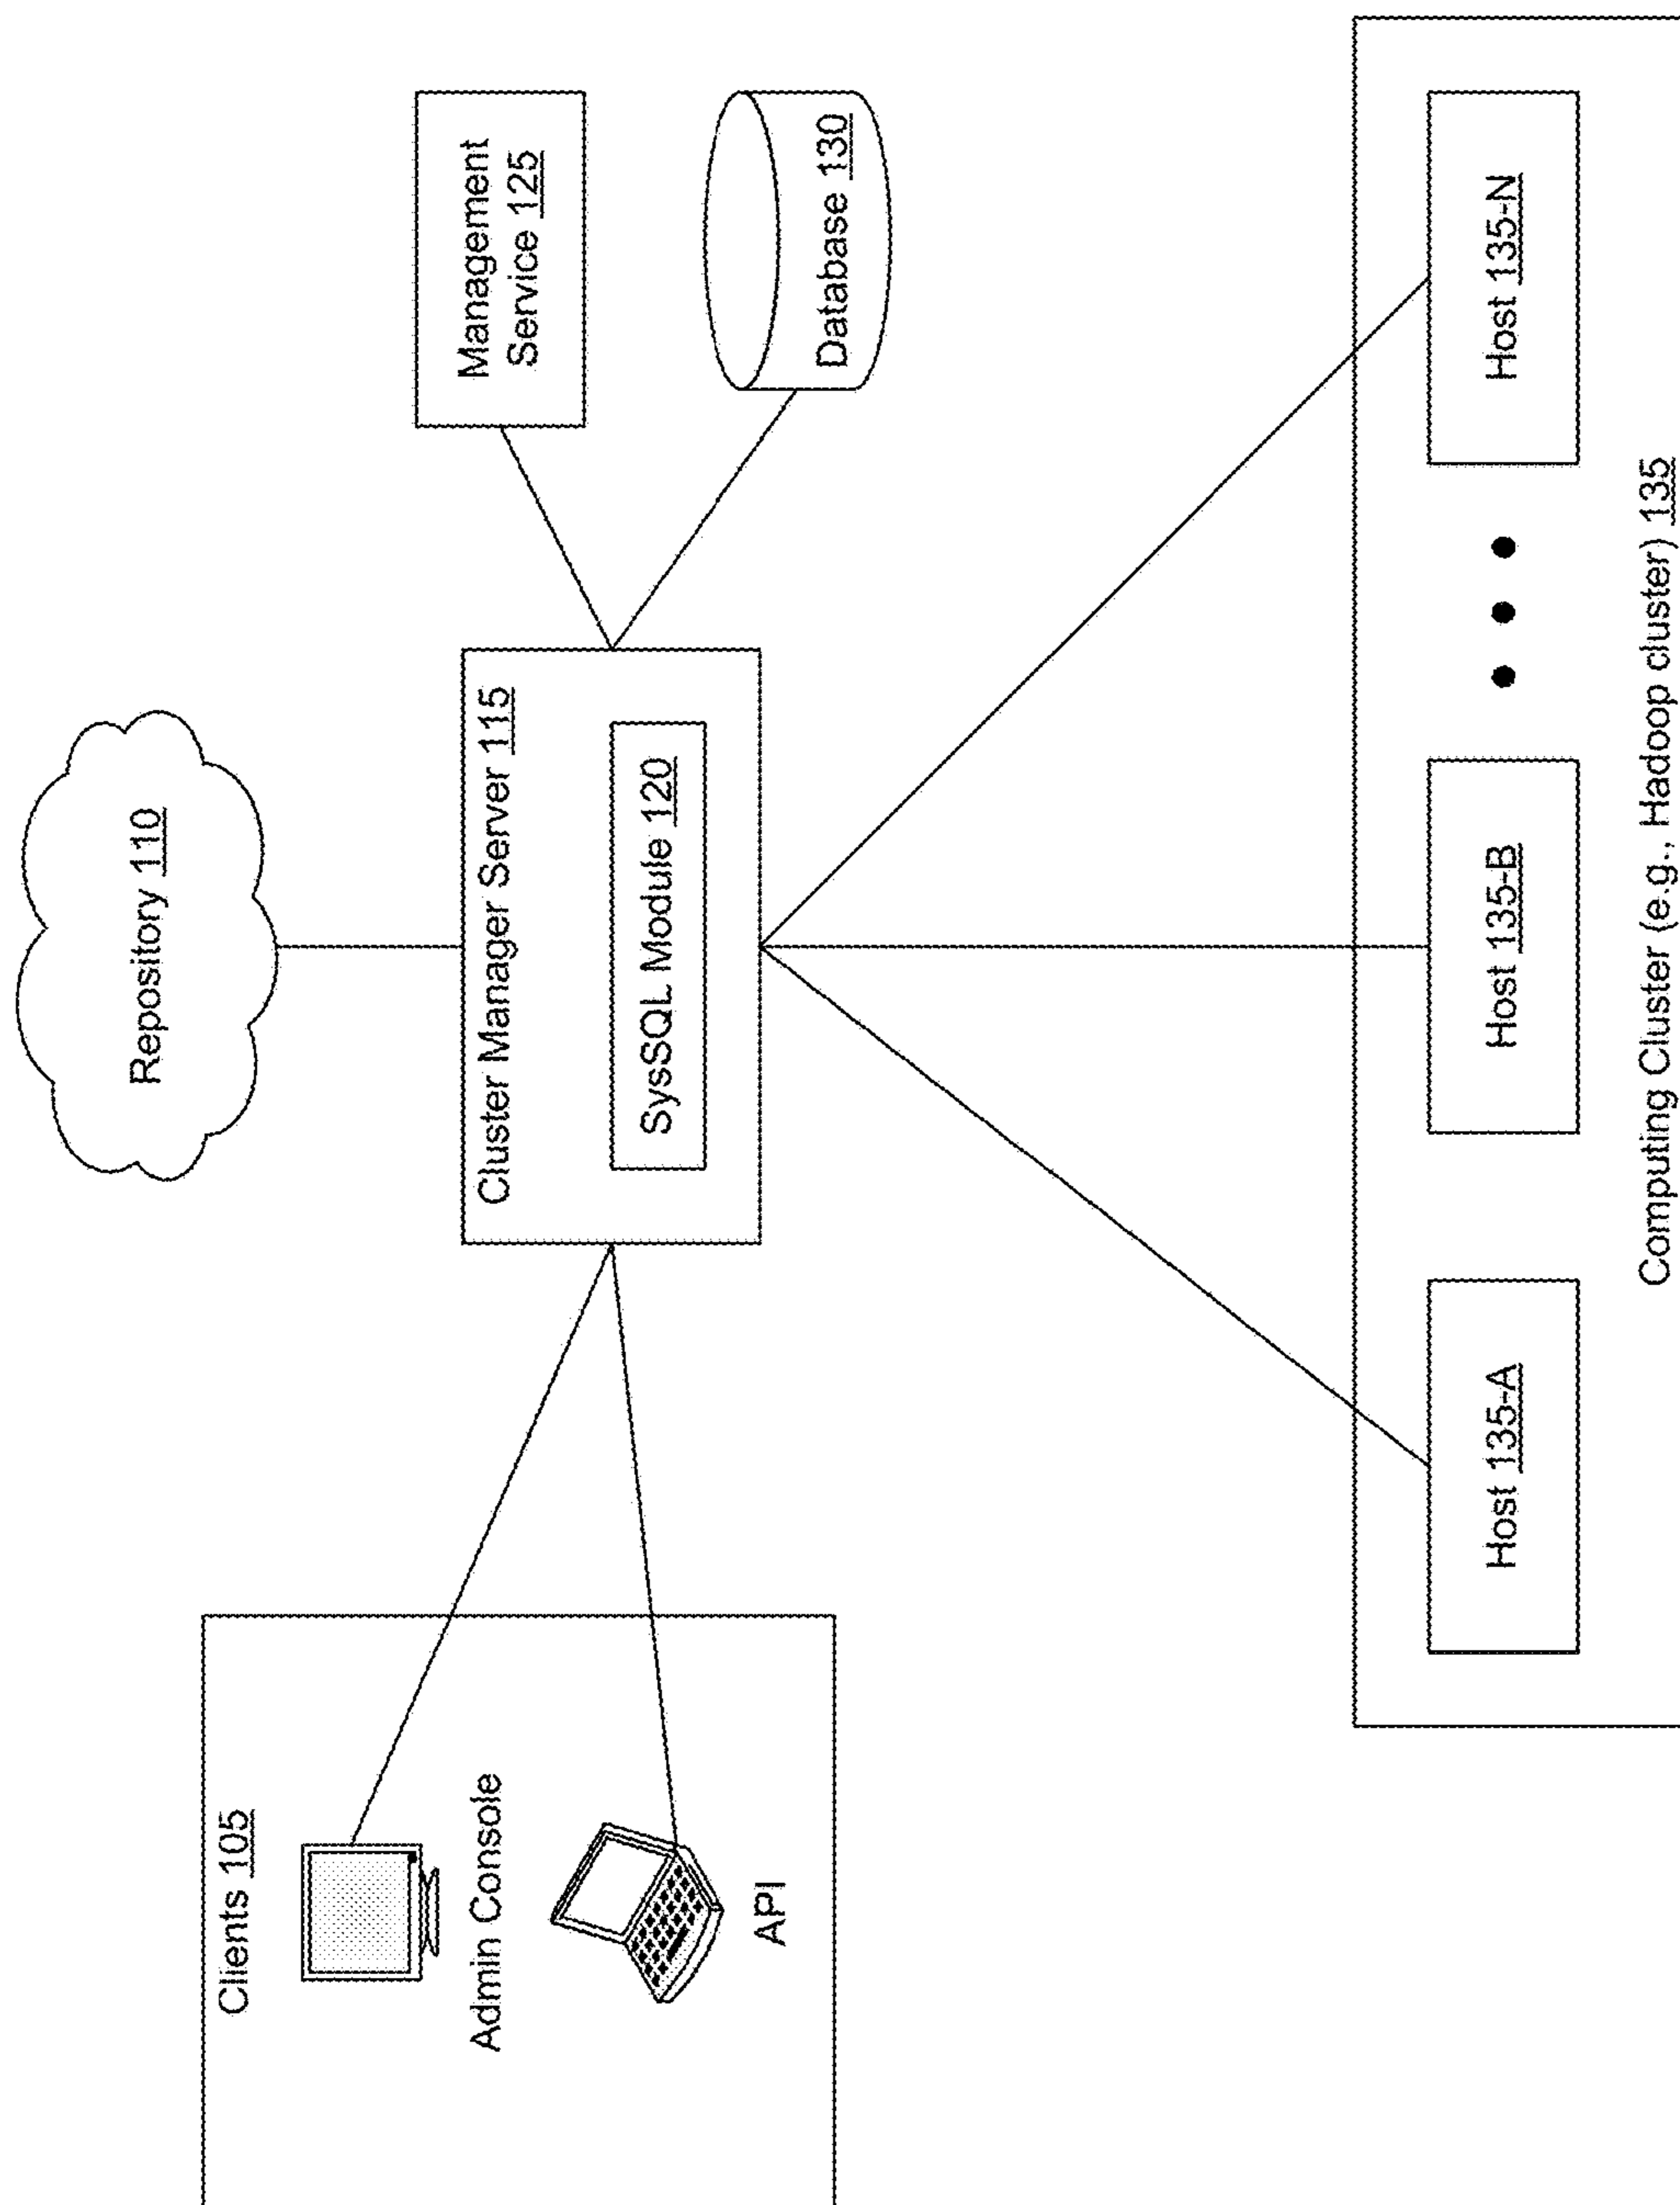 Repository 110
Clients 105
Admin Console
API
Cluster Manager Server 115
SysSQL Module 120
Management
Service 125
Database 130
Host 135-A
Host 135-B
Host 135-N
Computing Cluster (e.g., Hadoop cluster) 135